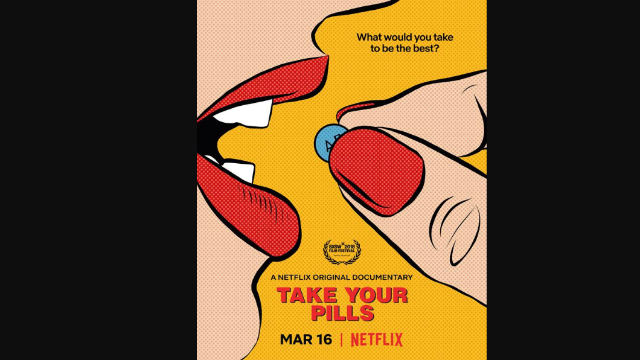 What would you take
to be the best?
A NETFLIX ORIGINAL DOCUMENTARY
TAKE YOUR
PILLS
MAR 16 | NETFLIX